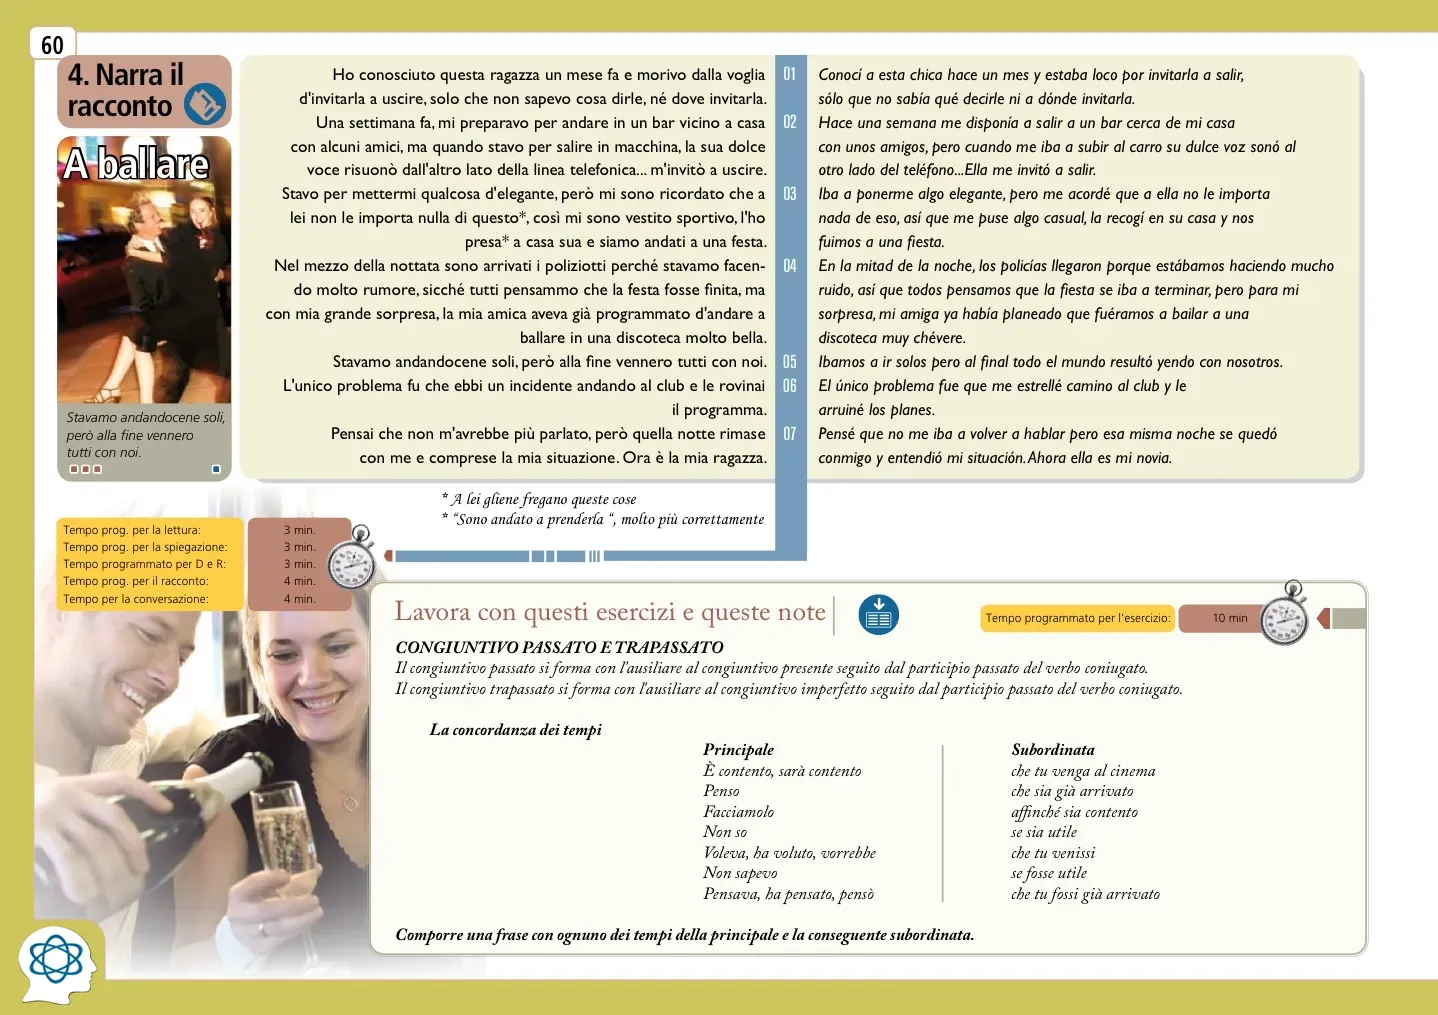 60
4. Narra il
racconto
A ballare
Stavamo andandocene soli,
però alla fine vennero
tutti con noi.
Ho conosciuto questa ragazza un mese fa e morivo dalla voglia
d'invitarla a uscire, solo che non sapevo cosa dirle, né dove invitarla.
Una settimana fa, mi preparavo per andare in un bar vicino a casa
con alcuni amici, ma quando stavo per salire in macchina, la sua dolce
voce risuonò dall'altro lato della linea telefonica... m'invitò a uscire.
Stavo per mettermi qualcosa d'elegante, però mi sono ricordato che a
lei non le importa nulla di questo*, così mi sono vestito sportivo, l'ho
presa* a casa sua e siamo andati a una festa.
Nel mezzo della nottata sono arrivati i poliziotti perché stavamo facen-
do molto rumore, sicché tutti pensammo che la festa fosse finita, ma
con mia grande sorpresa, la mia amica aveva già programmato d'andare a
ballare in una discoteca molto bella.
Stavamo andandocene soli, però alla fine vennero tutti con noi.
L'unico problema fu che ebbi un incidente andando al club e le rovinai
il programma.
Pensai che non m'avrebbe più parlato, però quella notte rimase
con me e comprese la mia situazione. Ora è la mia ragazza.
01
02
03
04
05
06
07
Conocí a esta chica hace un mes y estaba loco por invitarla a salir,
sólo que no sabía qué decirle ni a dónde invitarla.
Hace una semana me disponía a salir a un bar cerca de mi casa
con unos amigos, pero cuando me iba a subir al carro su dulce voz sonó al
otro lado del teléfono...Ella me invitó a salir.
Iba a ponerme algo elegante, pero me acordé que a ella no le importa
nada de eso, así que me puse algo casual, la recogí en su casa y nos
fuimos a una fiesta.
En la mitad de la noche, los policías llegaron porque estábamos haciendo mucho
ruido, así que todos pensamos que la fiesta se iba a terminar, pero para mi
sorpresa, mi amiga ya había planeado que fuéramos a bailar a una
discoteca muy chévere.
Ibamos a ir solos pero al final todo el mundo resultó yendo con nosotros.
El único problema fue que me estrellé camino al club y le
arruiné los planes.
Pensé que no me iba a volver a hablar pero esa misma noche se quedó
conmigo y entendió mi situación. Ahora ella es mi novia.
* A lei gliene fregano queste cose
* "Sono andato a prenderla ", molto più correttamente
Tempo prog. per la lettura: 3 min.
Tempo prog. per la spiegazione: 3 min.
Tempo programmato per D e R: 3 min.
Tempo prog. per il racconto: 4 min.
Tempo per la conversazione: 4 min.
Lavora con questi esercizi e queste note
Tempo programmato per l'esercizio: 10 min
CONGIUNTIVO PASSATO E TRAPASSATO
Il congiuntivo passato si forma con l'ausiliare al congiuntivo presente seguito dal participio passato del verbo coniugato.
Il congiuntivo trapassato si forma con l'ausiliare al congiuntivo imperfetto seguito dal participio passato del verbo coniugato.
La concordanza dei tempi
Principale Subordinata
È contento, sarà contento che tu venga al cinema
Penso che sia già arrivato
Facciamolo affinché sia contento
Non so se sia utile
Voleva, ha voluto, vorrebbe che tu venissi
Non sapevo se fosse utile
Pensava, ha pensato, pensò che tu fossi già arrivato
Comporre una frase con ognuno dei tempi della principale e la conseguente subordinata.